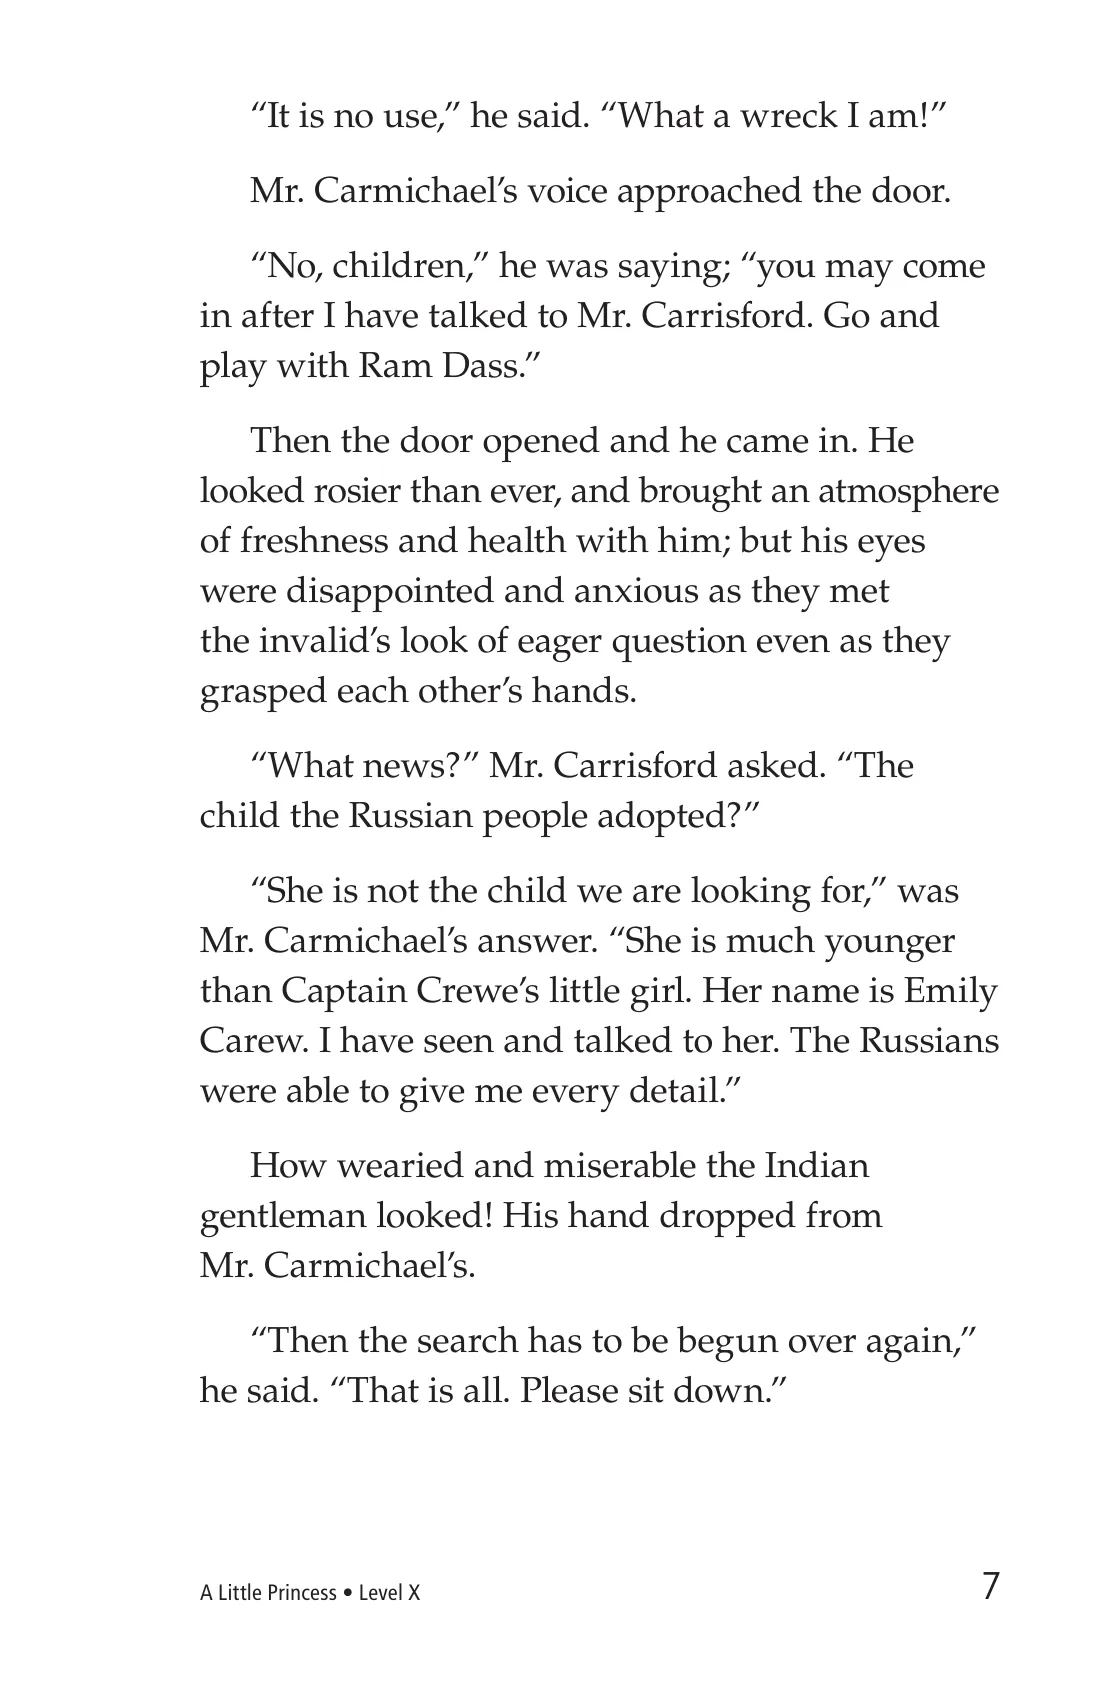 “It is no use,” he said. “What a wreck I am!”
Mr. Carmichael’s voice approached the door.
“No, children,” he was saying; “you may come
in after I have talked to Mr. Carrisford. Go and
play with Ram Dass.”
Then the door opened and he came in. He
looked rosier than ever, and brought an atmosphere
of freshness and health with him; but his eyes
were disappointed and anxious as they met
the invalid’s look of eager question even as they
grasped each other’s hands.
“What news?” Mr. Carrisford asked. “The
child the Russian people adopted?”
“She is not the child we are looking for,” was
Mr. Carmichael’s answer. “She is much younger
than Captain Crewe’s little girl. Her name is Emily
Carew. I have seen and talked to her. The Russians
were able to give me every detail.”
How wearied and miserable the Indian
gentleman looked! His hand dropped from
Mr. Carmichael’s.
“Then the search has to be begun over again,”
he said. “That is all. Please sit down.”
A Little Princess • Level X
7